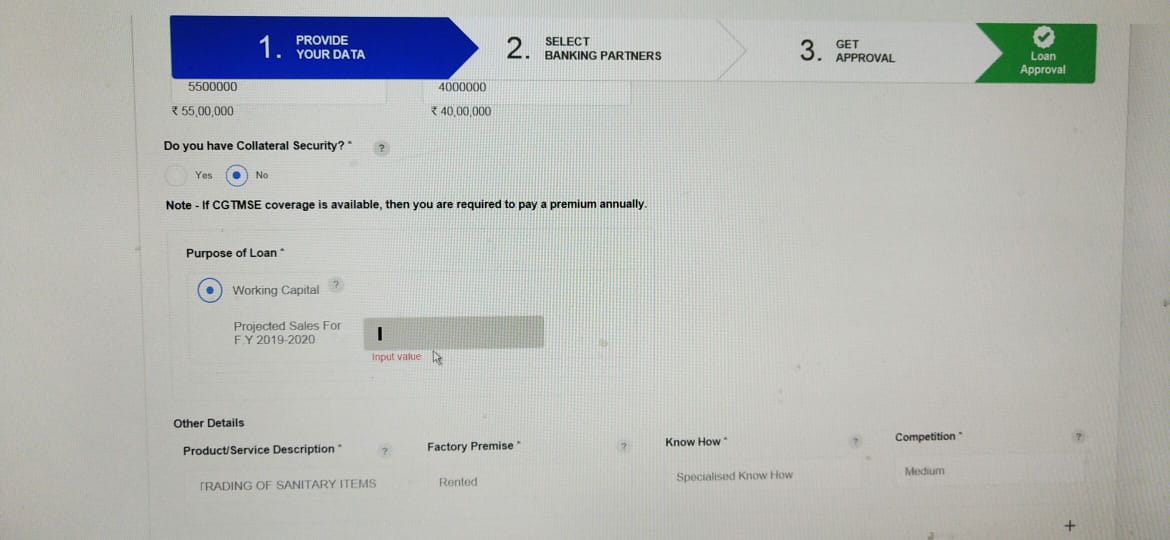 1. PROVIDE
YOUR DATA
2. SELECT
BANKING PARTNERS
3. GET
APPROVAL
Loan
Approval
5500000
4000000
₹ 55,00,000
₹ 40,00,000
Do you have Collateral Security? * ?
Yes No
Note - If CGTMSE coverage is available, then you are required to pay a premium annually.
Purpose of Loan *
Working Capital ?
Projected Sales For
F.Y 2019-2020
Input value
Other Details
Product/Service Description * ?
Factory Premise * ?
Know How * ?
Competition * ?
TRADING OF SANITARY ITEMS
Rented
Specialised Know How
Medium
+